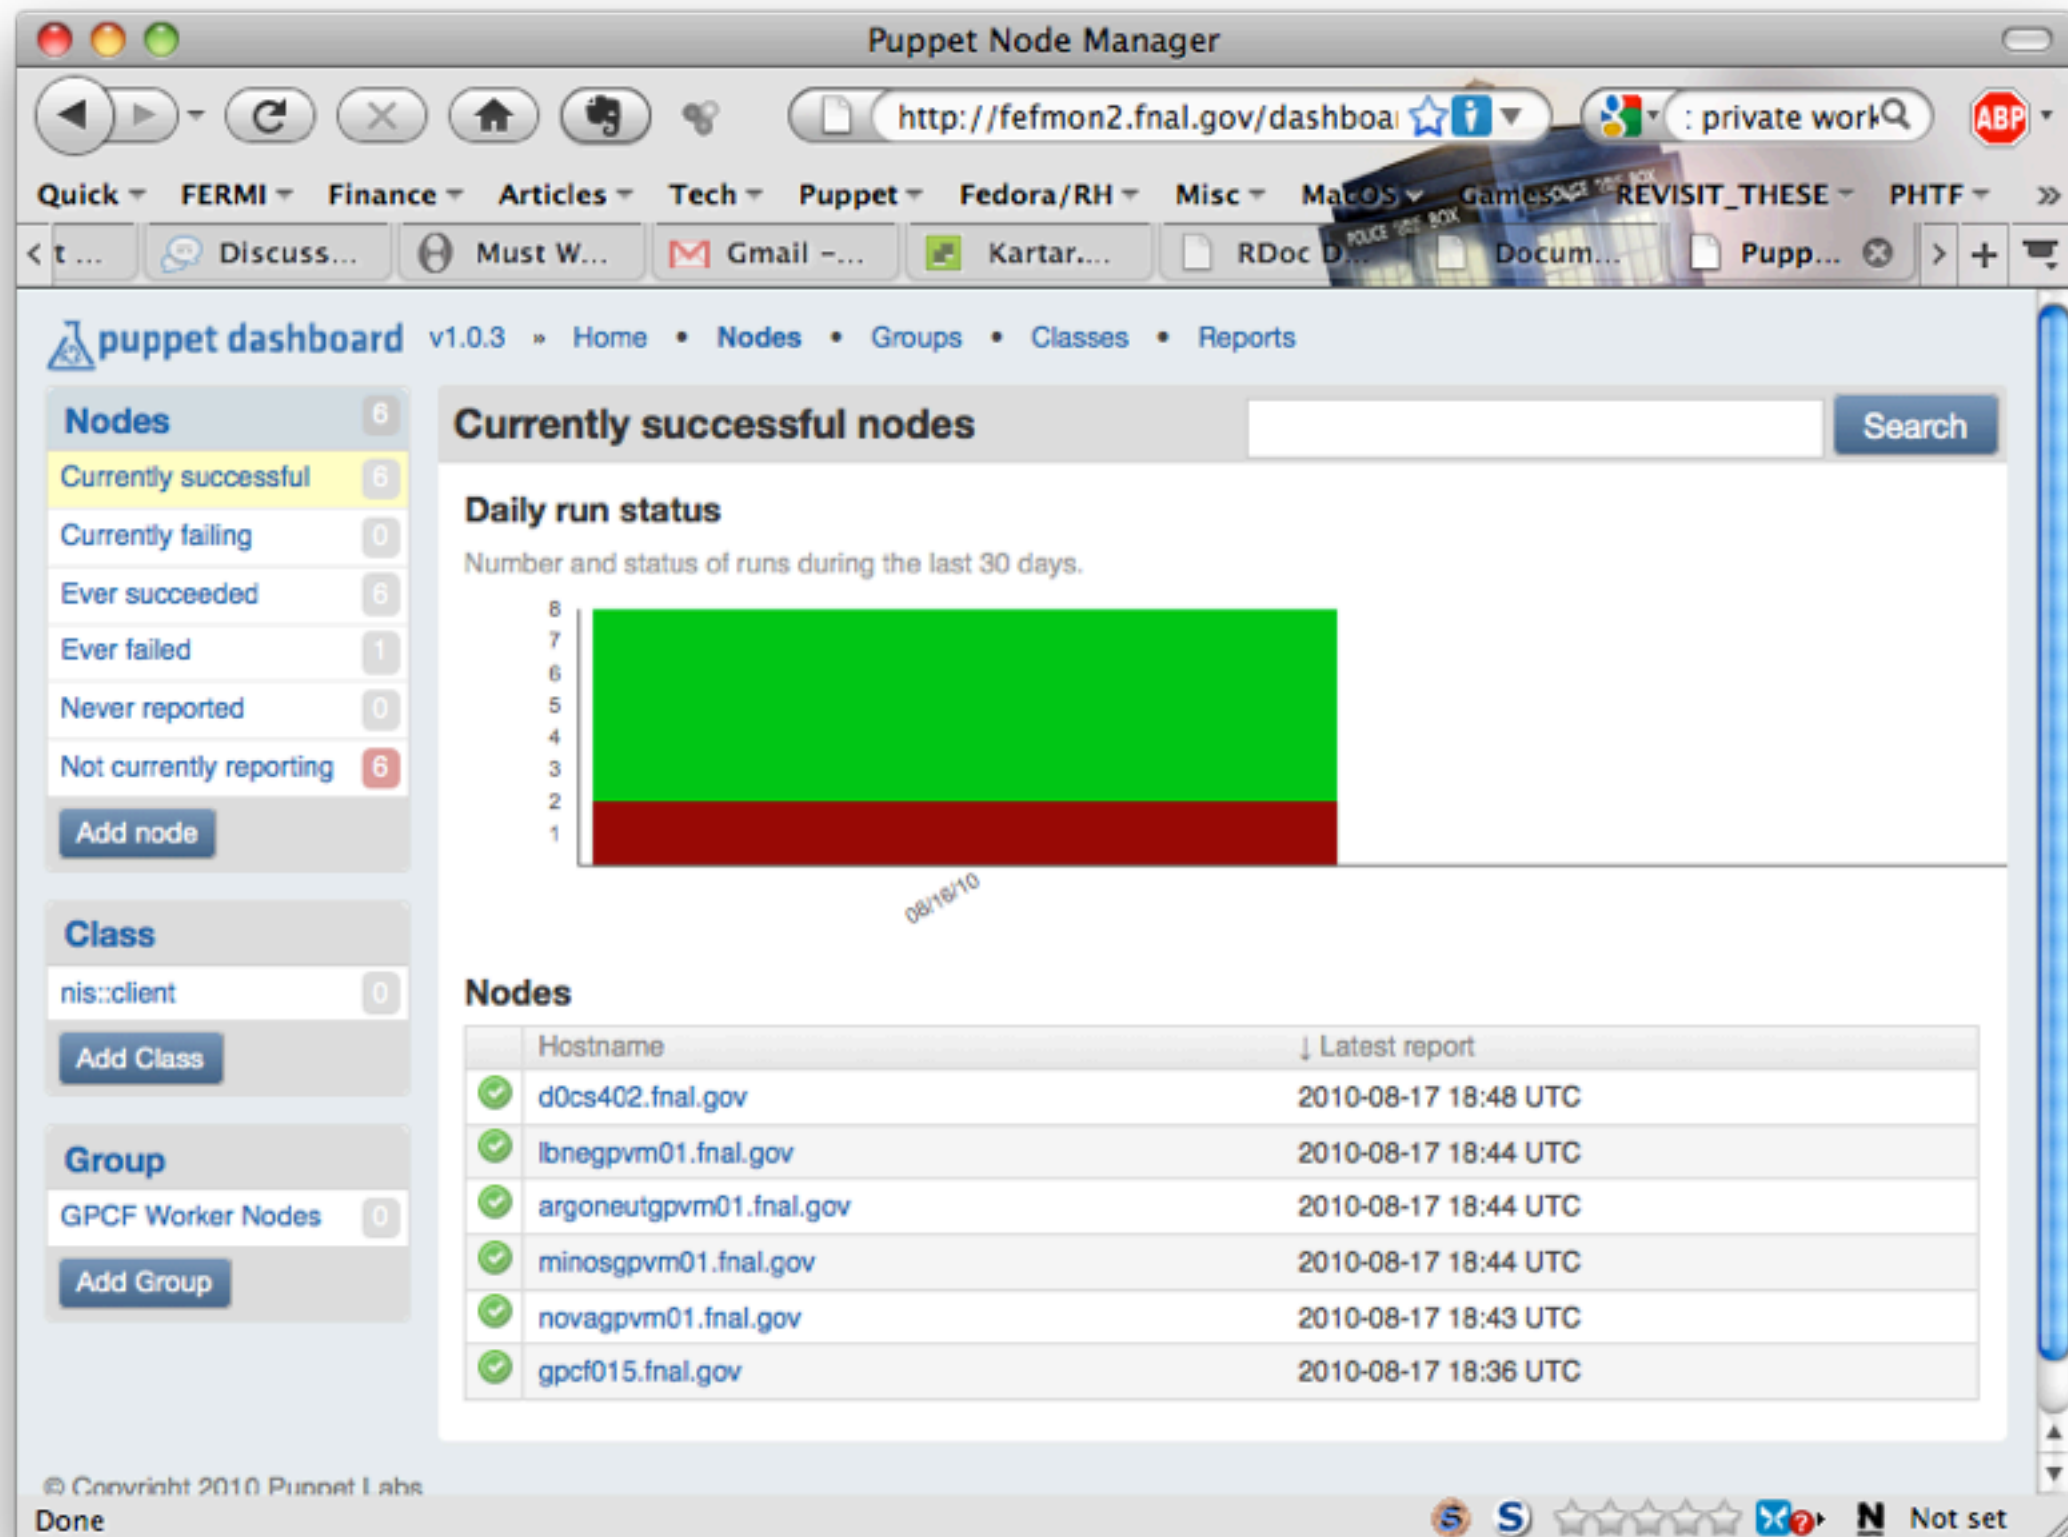 Puppet Node Manager
http://fefmon2.fnal.gov/dashboa
: private work
ABP
Quick FERMI Finance Articles Tech Puppet Fedora/RH Misc MacOS Games REVISIT_THESE PHTF »
t ... Discuss... Must W... Gmail –... Kartar.... RDoc D... Docum... Pupp...
POLICE BOX
puppet dashboard v1.0.3 » Home • Nodes • Groups • Classes • Reports
Nodes 6
Currently successful 6
Currently failing 0
Ever succeeded 6
Ever failed 1
Never reported 0
Not currently reporting 6
Add node
Class
nis::client 0
Add Class
Group
GPCF Worker Nodes 0
Add Group
Currently successful nodes
Search
Daily run status
Number and status of runs during the last 30 days.
8
7
6
5
4
3
2
1
08/16/10
Nodes
Hostname ↓ Latest report
d0cs402.fnal.gov 2010-08-17 18:48 UTC
lbnegpvm01.fnal.gov 2010-08-17 18:44 UTC
argoneutgpvm01.fnal.gov 2010-08-17 18:44 UTC
minosgpvm01.fnal.gov 2010-08-17 18:44 UTC
novagpvm01.fnal.gov 2010-08-17 18:43 UTC
gpcf015.fnal.gov 2010-08-17 18:36 UTC
© Copyright 2010 Puppet Labs
Done
S S N Not set